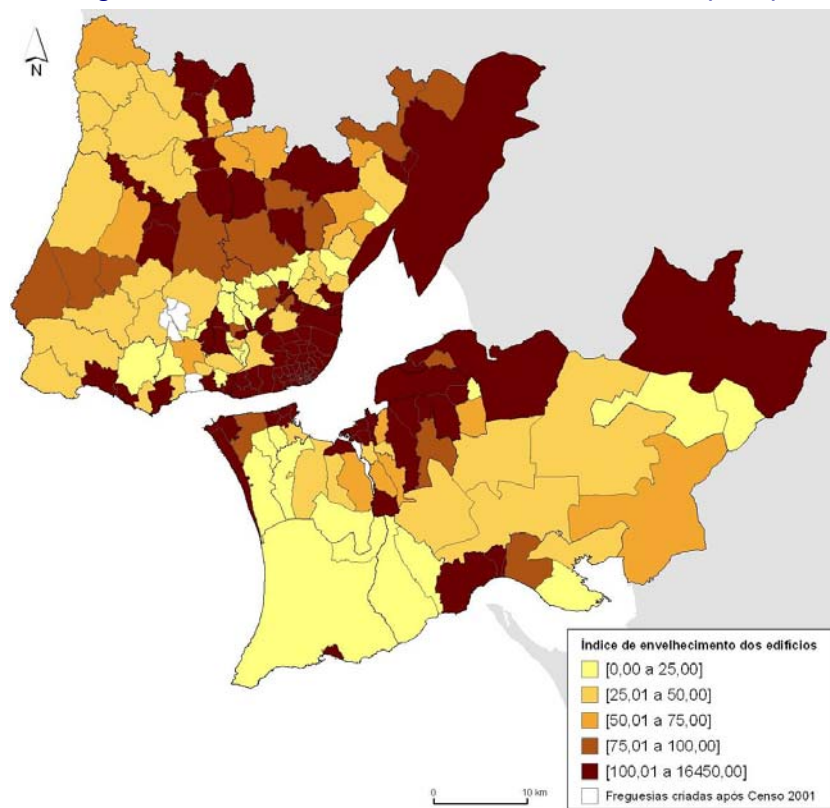 N
Índice de envelhecimento dos edifícios
[0,00 a 25,00]
[25,01 a 50,00]
[50,01 a 75,00]
[75,01 a 100,00]
[100,01 a 16450,00]
Freguesias criadas após Censo 2001
0 10 km